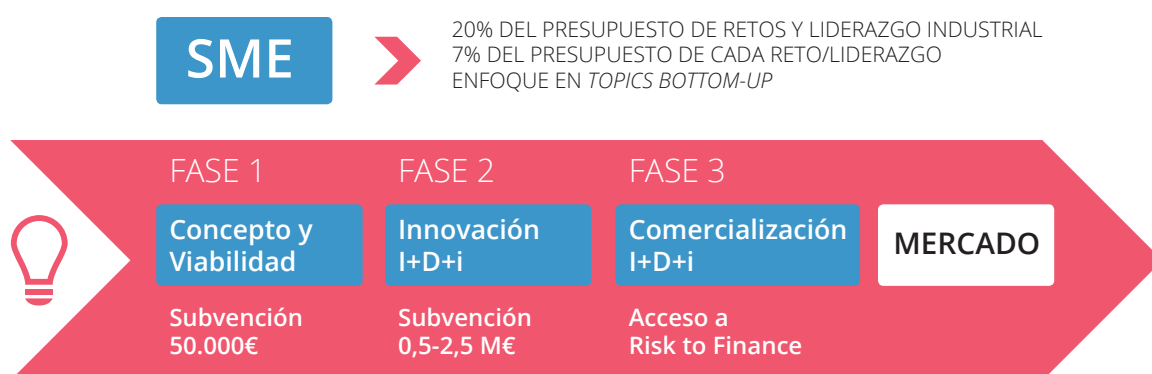 SME
20% DEL PRESUPUESTO DE RETOS Y LIDERAZGO INDUSTRIAL
7% DEL PRESUPUESTO DE CADA RETO/LIDERAZGO
ENFOQUE EN TOPICS BOTTOM-UP
FASE 1
Concepto y
Viabilidad
Subvención
50.000€
FASE 2
Innovación
I+D+i
Subvención
0,5-2,5 M€
FASE 3
Comercialización
I+D+i
Acceso a
Risk to Finance
MERCADO